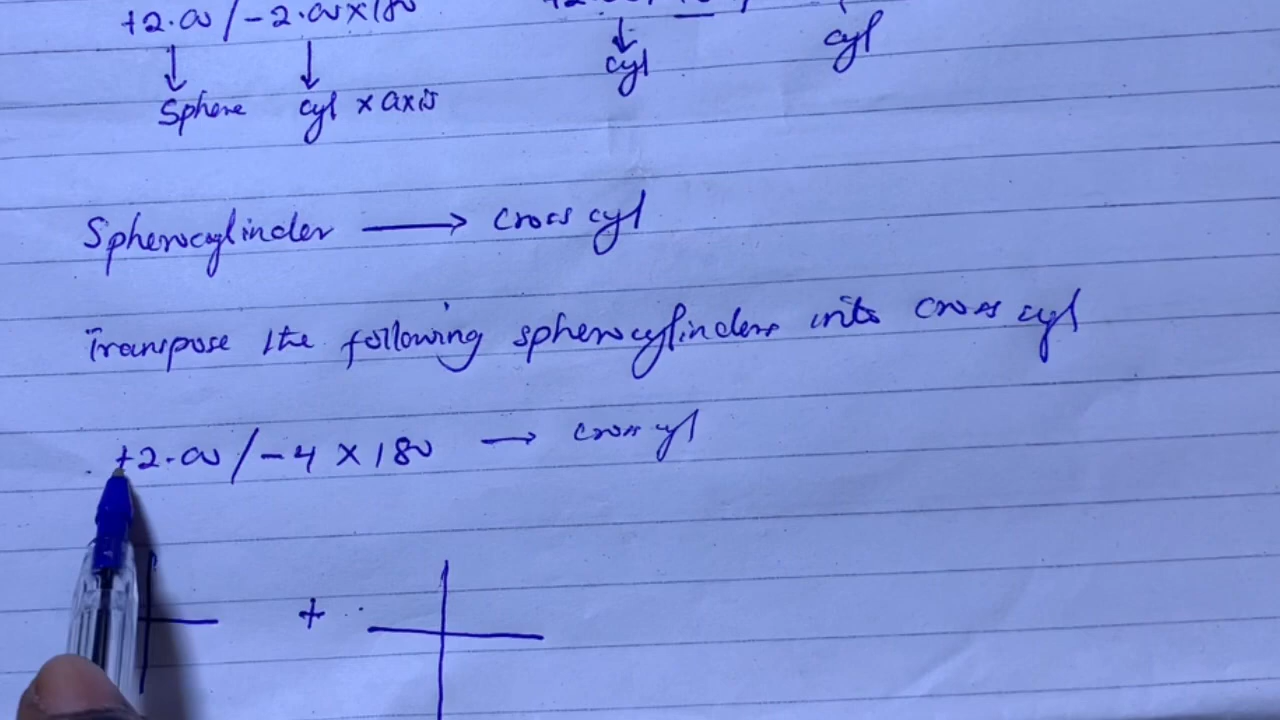 +2.00/-2.00×180
Sphere cyl × axis cyl cyl
Spherocylinder → cross cyl
Transpose the following spherocylinders into cross cyl
+2.00/-4 × 180 → cross cyl
+